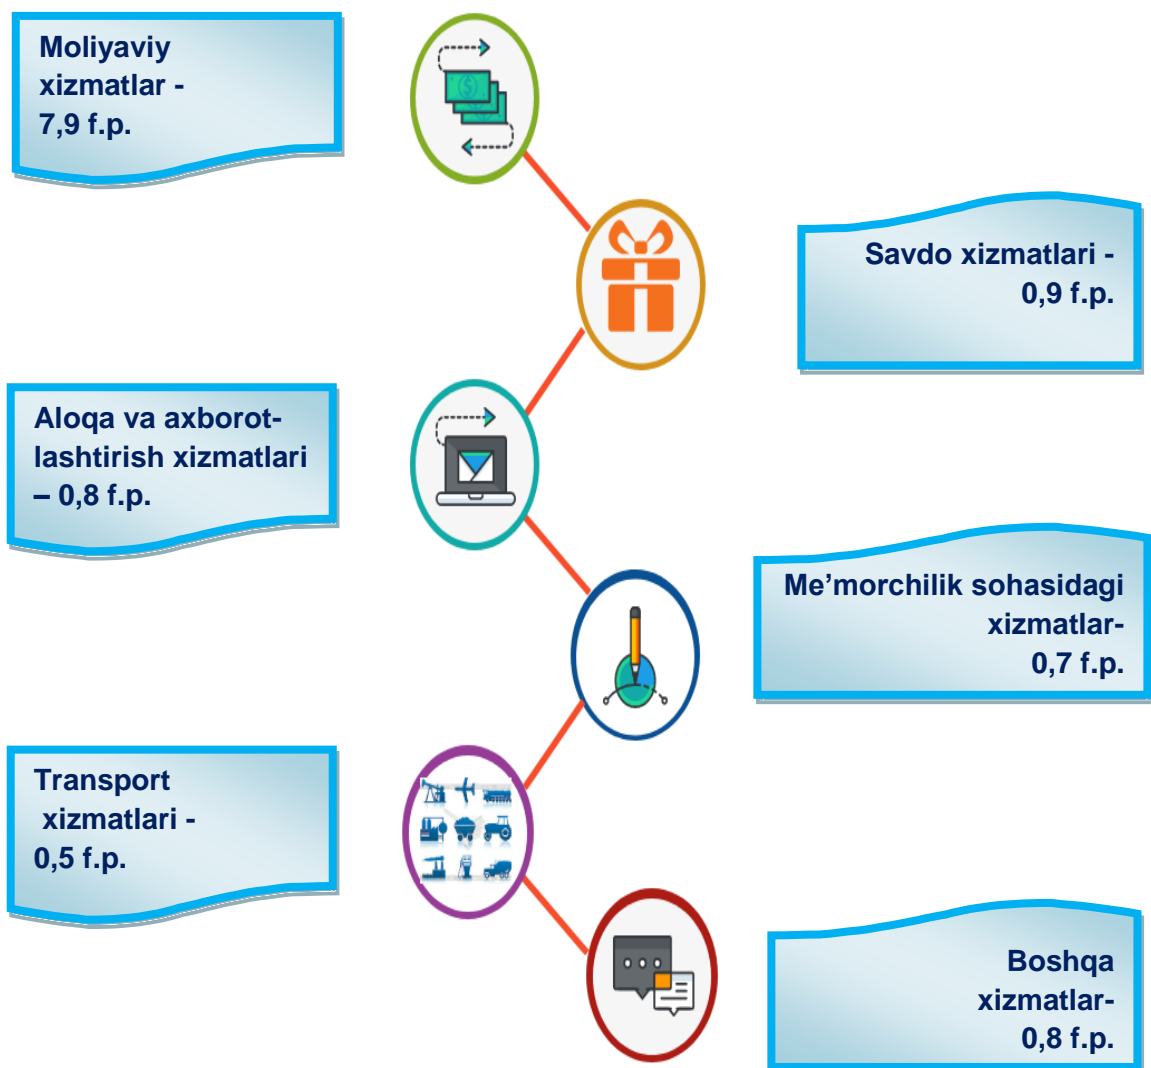 Moliyaviy
xizmatlar -
7,9 f.p.
Savdo xizmatlari -
0,9 f.p.
Aloqa va axborot-
lashtirish xizmatlari
– 0,8 f.p.
Me’morchilik sohasidagi
xizmatlar-
0,7 f.p.
Transport
xizmatlari -
0,5 f.p.
Boshqa
xizmatlar-
0,8 f.p.